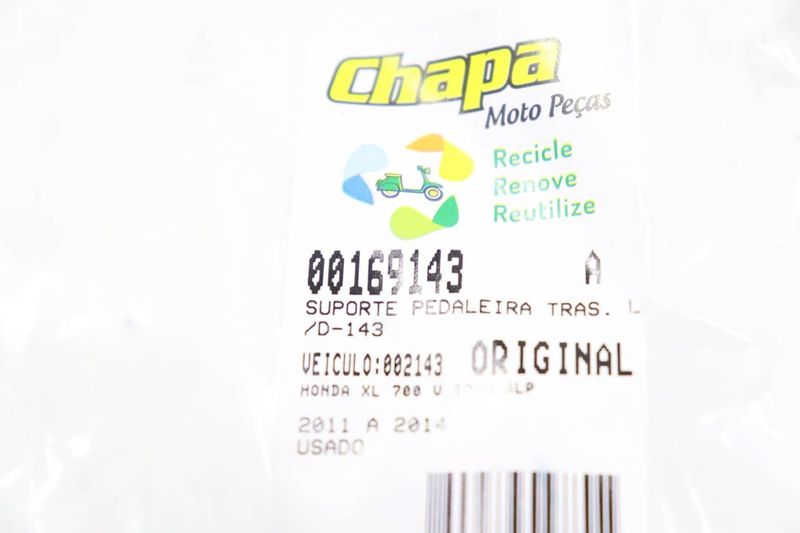 Chapa
Moto Peças
Recicle
Renove
Reutilize
00169143 A
SUPORTE PEDALEIRA TRAS. L
/D-143
VEICULO:002143 ORIGINAL
HONDA XL 700 V
2011 A 2014
USADO